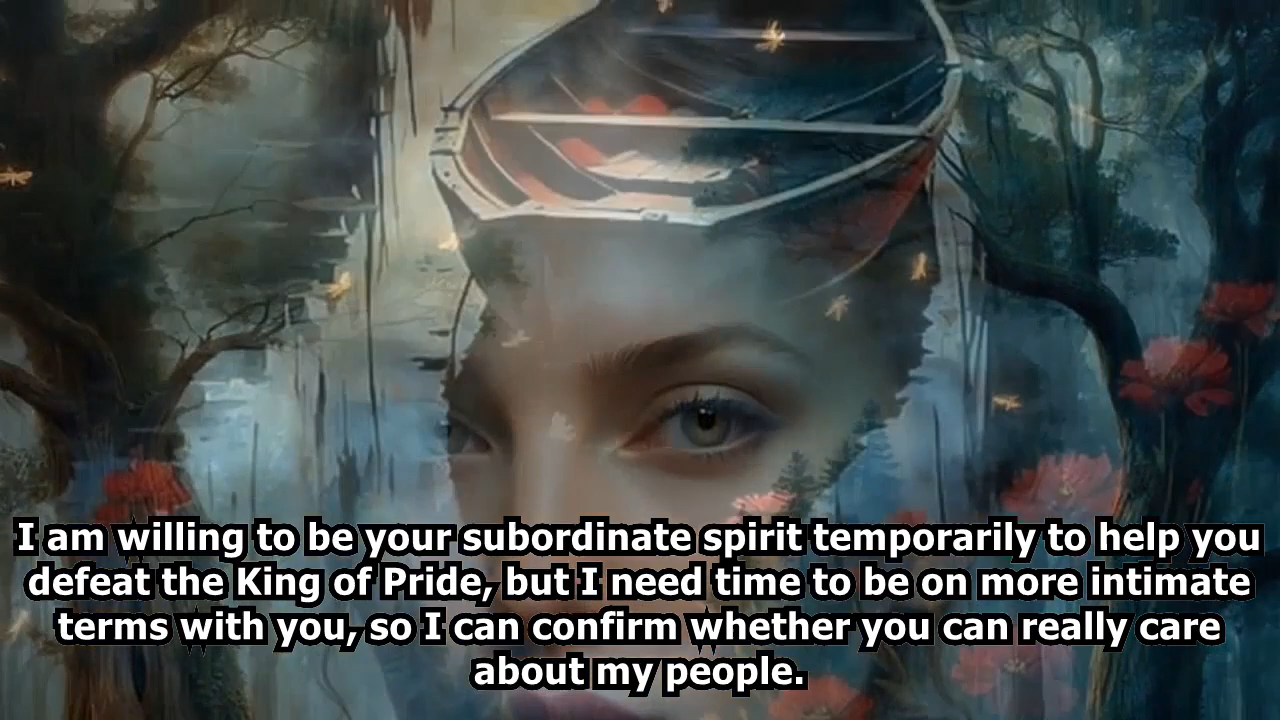 I am willing to be your subordinate spirit temporarily to help you
defeat the King of Pride, but I need time to be on more intimate
terms with you, so I can confirm whether you can really care
about my people.